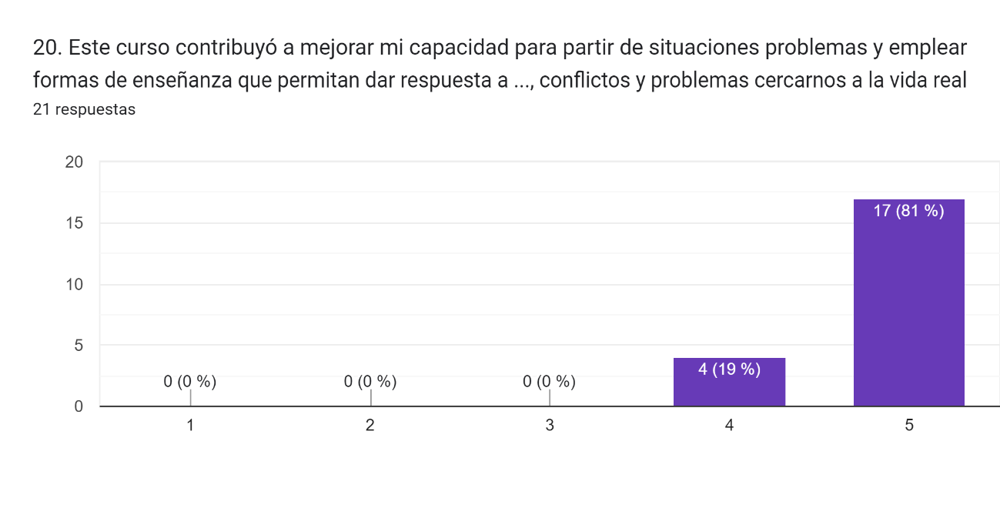 20. Este curso contribuyó a mejorar mi capacidad para partir de situaciones problemas y emplear
formas de enseñanza que permitan dar respuesta a ..., conflictos y problemas cercarnos a la vida real
21 respuestas
20
15
10
5
0
0 (0 %)
0 (0 %)
0 (0 %)
4 (19 %)
17 (81 %)
1
2
3
4
5